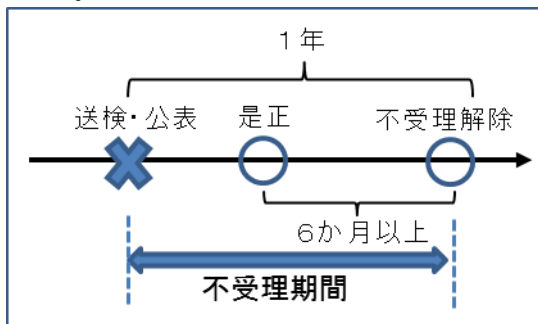 1年
送検・公表
是正
不受理解除
6か月以上
不受理期間